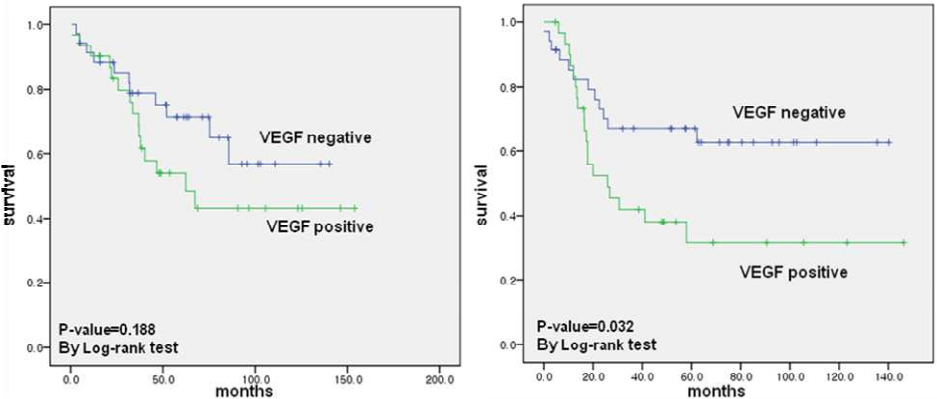 1.0
0.8
0.6
0.4
0.2
0.0
survival
VEGF negative
VEGF positive
P-value=0.188
By Log-rank test
0.0 50.0 100.0 150.0 200.0
months
1.0
0.8
0.6
0.4
0.2
0.0
survival
VEGF negative
VEGF positive
P-value=0.032
By Log-rank test
0.0 20.0 40.0 60.0 80.0 100.0 120.0 140.0
months